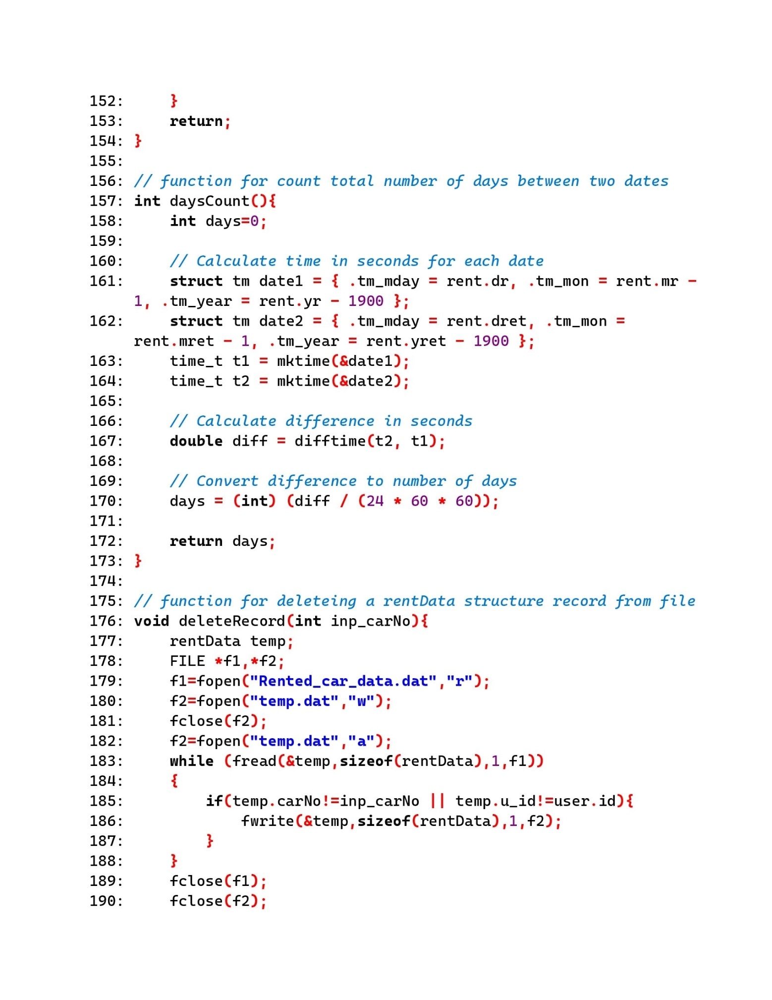 152:     }
153:     return;
154: }
155:
156: // function for count total number of days between two dates
157: int daysCount(){
158:     int days=0;
159:
160:     // Calculate time in seconds for each date
161:     struct tm date1 = { .tm_mday = rent.dr, .tm_mon = rent.mr -
     1, .tm_year = rent.yr - 1900 };
162:     struct tm date2 = { .tm_mday = rent.dret, .tm_mon =
     rent.mret - 1, .tm_year = rent.yret - 1900 };
163:     time_t t1 = mktime(&date1);
164:     time_t t2 = mktime(&date2);
165:
166:     // Calculate difference in seconds
167:     double diff = difftime(t2, t1);
168:
169:     // Convert difference to number of days
170:     days = (int) (diff / (24 * 60 * 60));
171:
172:     return days;
173: }
174:
175: // function for deleteing a rentData structure record from file
176: void deleteRecord(int inp_carNo){
177:     rentData temp;
178:     FILE *f1,*f2;
179:     f1=fopen("Rented_car_data.dat","r");
180:     f2=fopen("temp.dat","w");
181:     fclose(f2);
182:     f2=fopen("temp.dat","a");
183:     while (fread(&temp,sizeof(rentData),1,f1))
184:     {
185:         if(temp.carNo!=inp_carNo || temp.u_id!=user.id){
186:             fwrite(&temp,sizeof(rentData),1,f2);
187:         }
188:     }
189:     fclose(f1);
190:     fclose(f2);